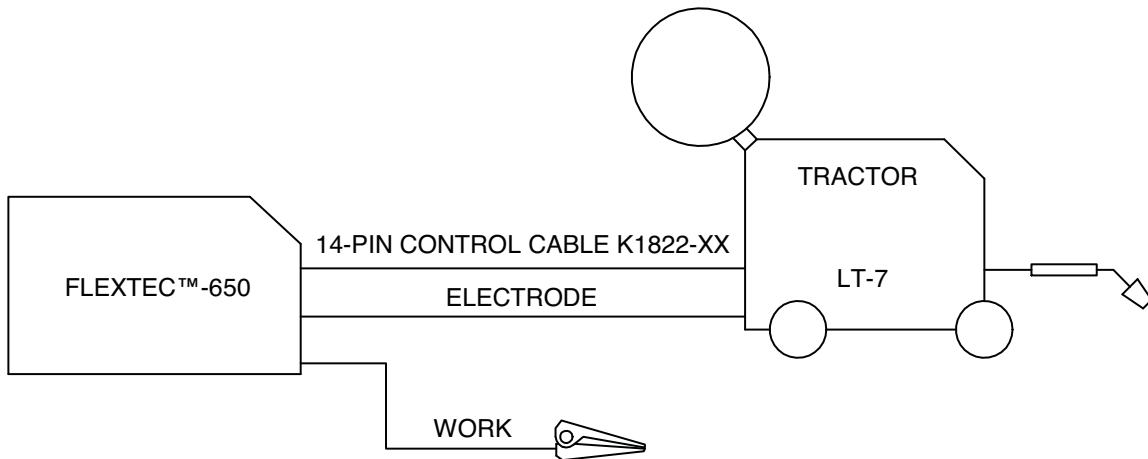 TRACTOR
14-PIN CONTROL CABLE K1822-XX
FLEXTEC™-650
LT-7
ELECTRODE
WORK